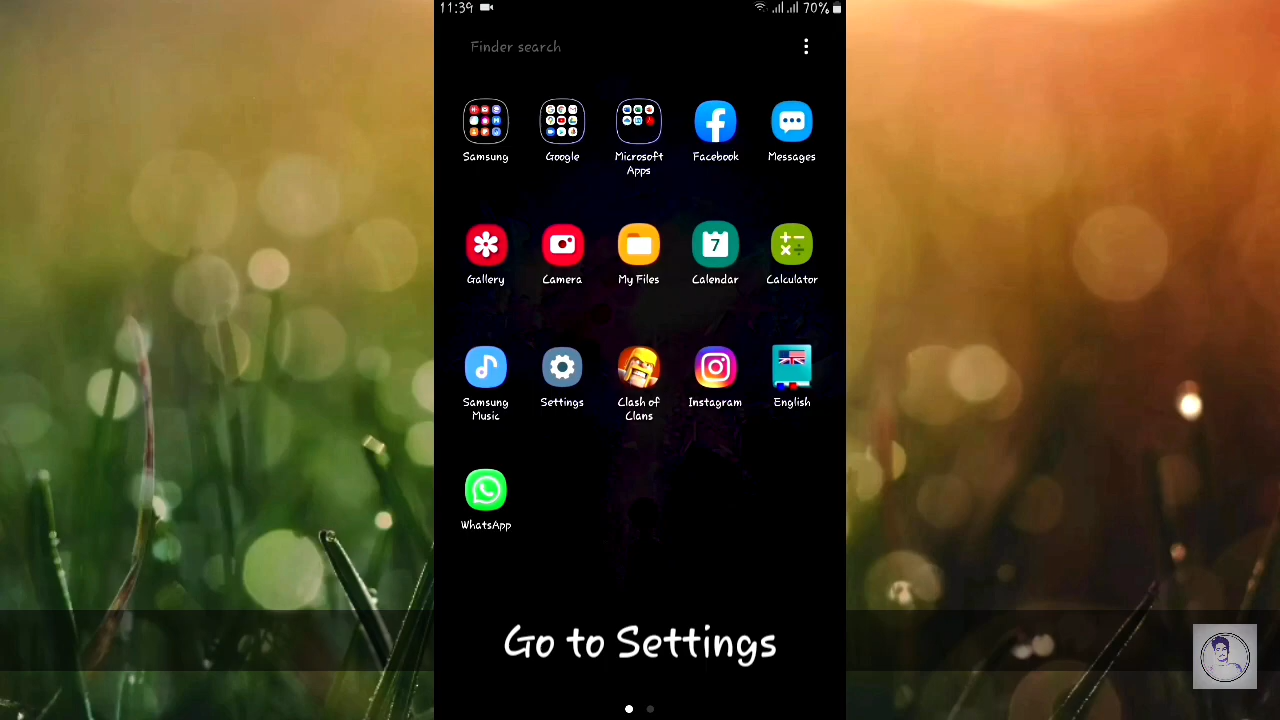 11:39
70%
Finder search
Samsung
Google
Microsoft
Apps
Facebook
Messages
Gallery
Camera
My Files
7
Calendar
Calculator
Samsung
Music
Settings
Clash of
Clans
Instagram
English
WhatsApp
Go to Settings